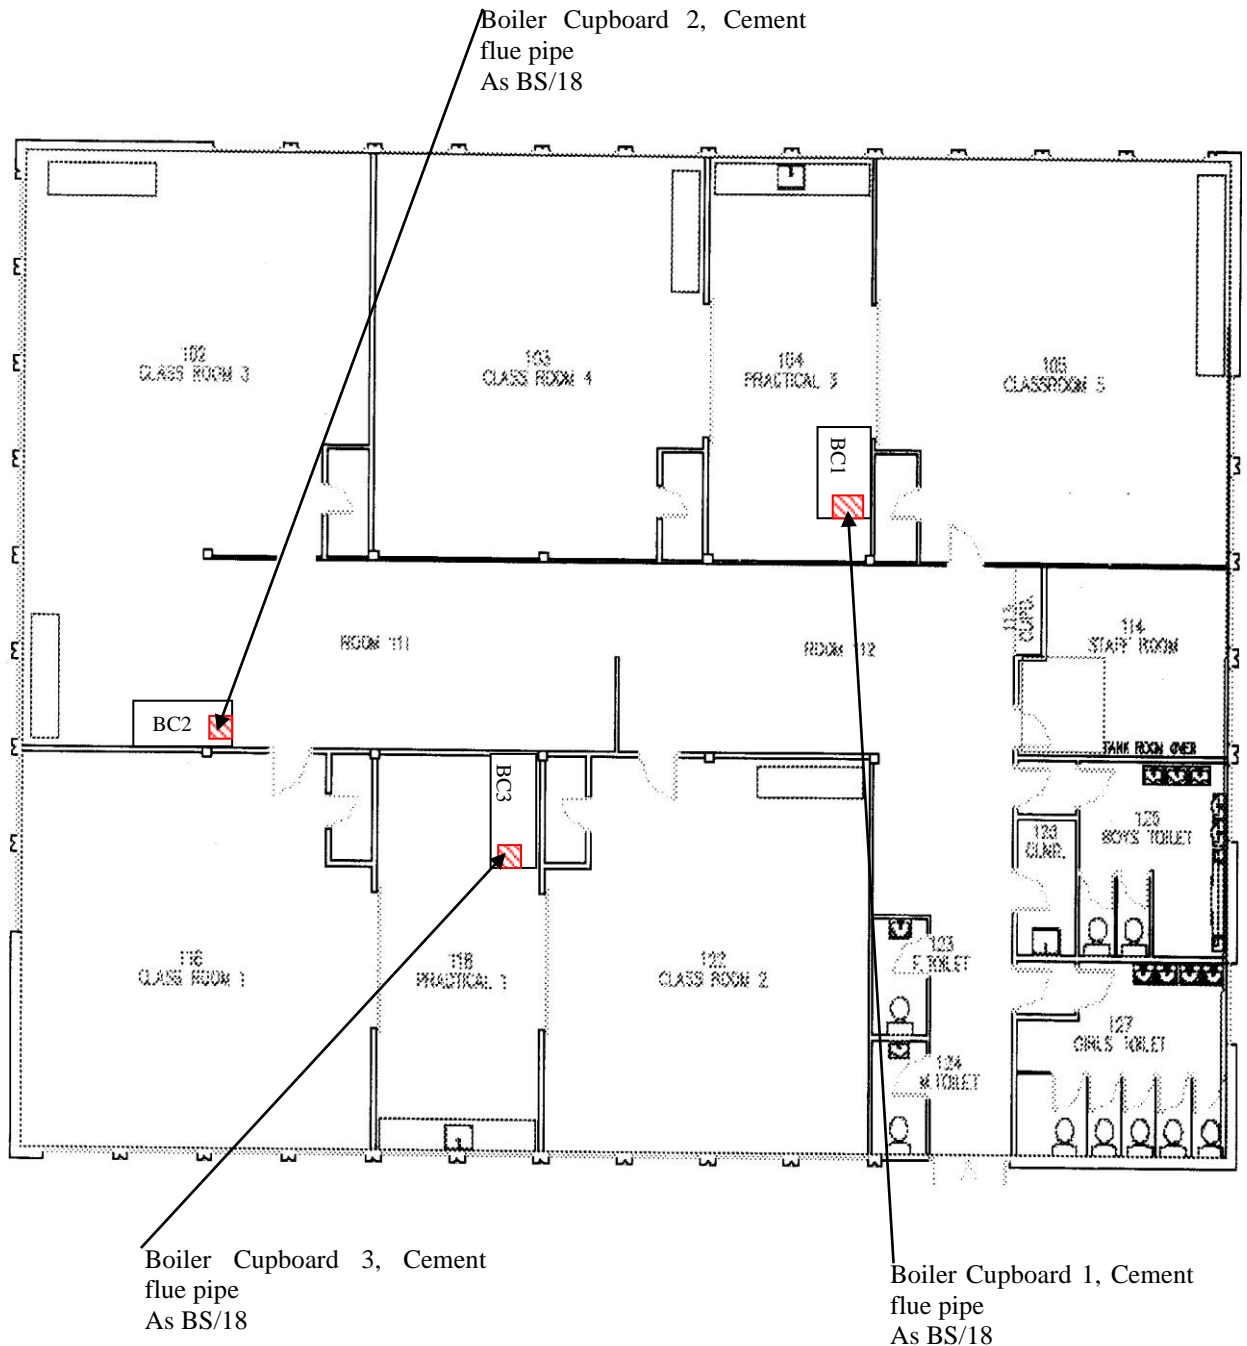 Boiler Cupboard 2, Cement
flue pipe
As BS/18
102
CLASS ROOM 3
103
CLASS ROOM 4
104
PRACTICAL 3
105
CLASSROOM 5
BC1
ROOM 111
ROOM 112
113
114
STAFF ROOM
BC2
TANK ROOM OVER
BC3
125
BOYS TOILET
126
CLNR.
116
CLASS ROOM 1
118
PRACTICAL 1
122
CLASS ROOM 2
123
F.TOILET
127
GIRLS TOILET
124
M.TOILET
Boiler Cupboard 3, Cement
flue pipe
As BS/18
Boiler Cupboard 1, Cement
flue pipe
As BS/18